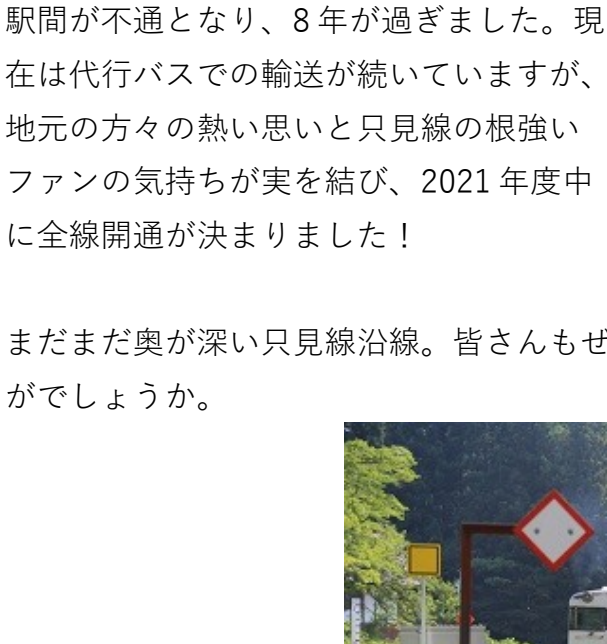 駅間が不通となり、8年が過ぎました。現
在は代行バスでの輸送が続いていますが、
地元の方々の熱い思いと只見線の根強い
ファンの気持ちが実を結び、2021年度中
に全線開通が決まりました！
まだまだ奥が深い只見線沿線。皆さんもぜ
がでしょうか。